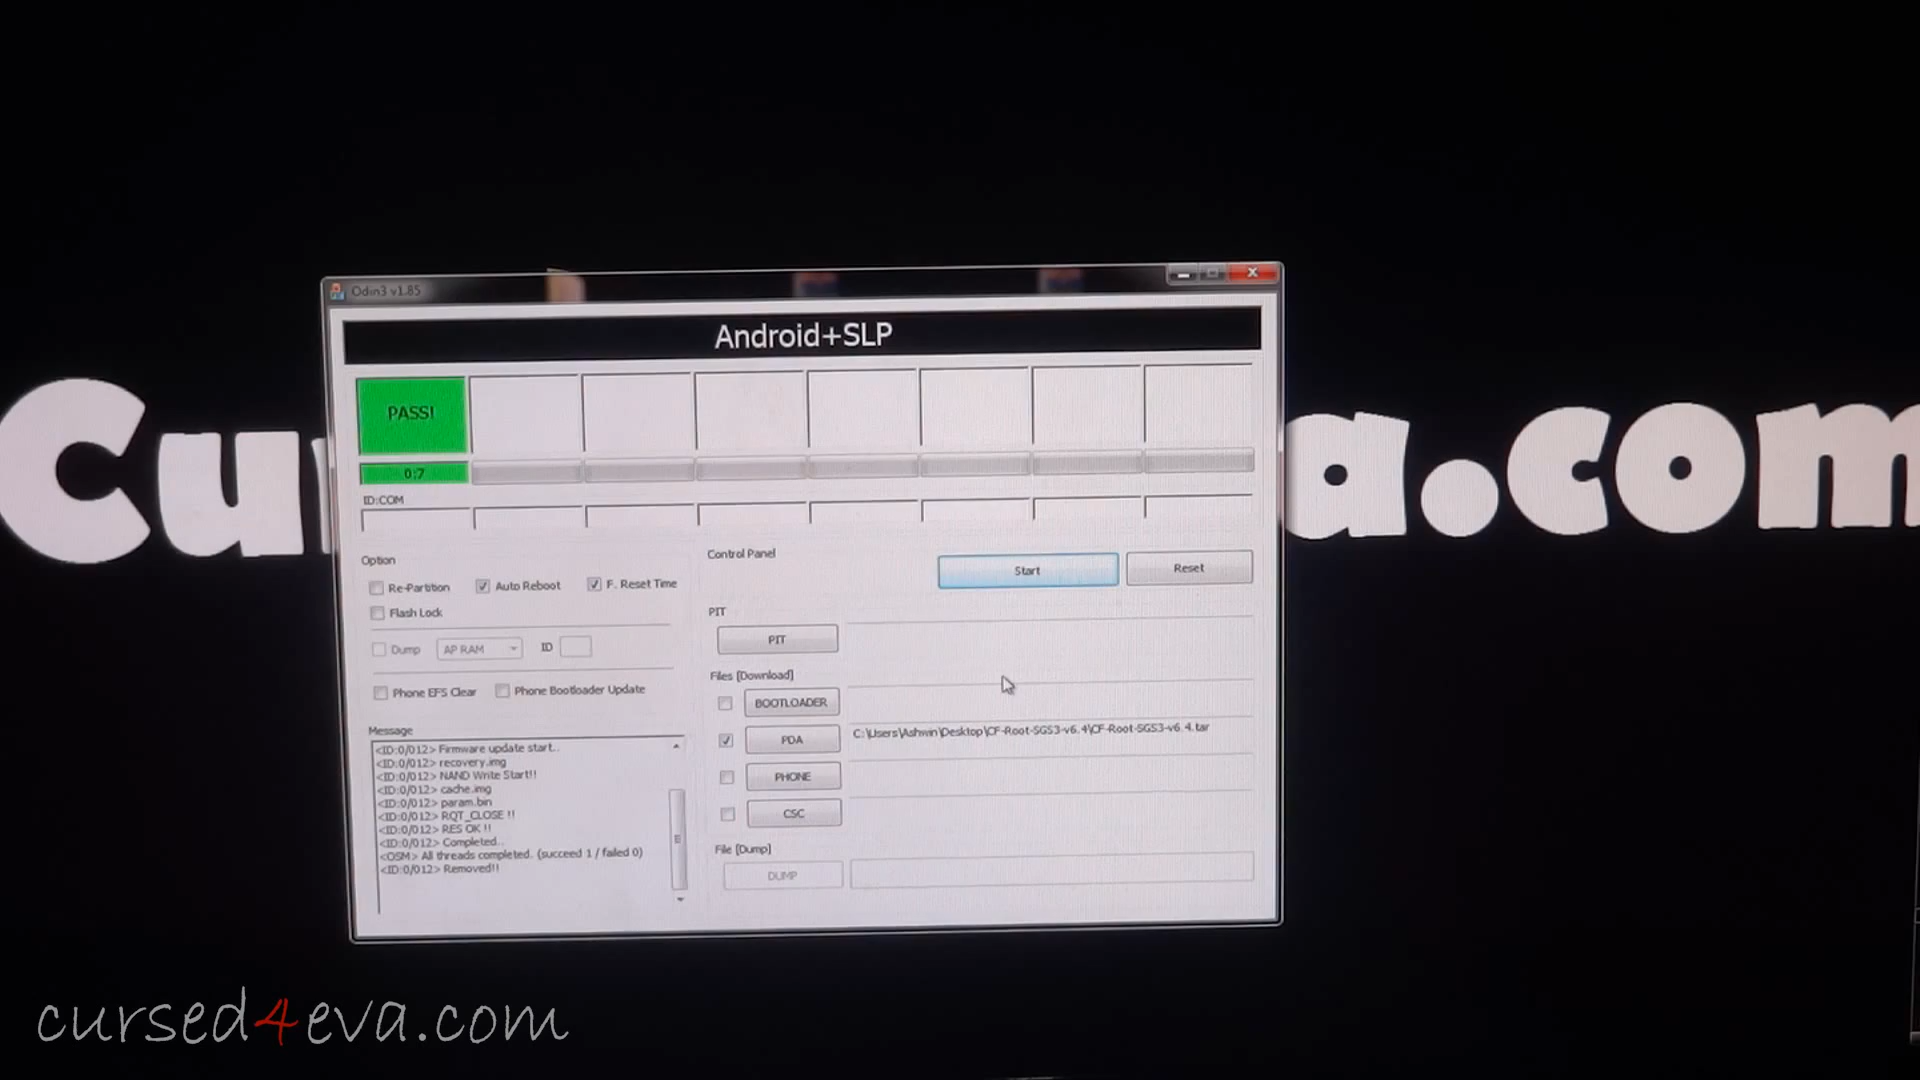 Odin3 v1.85
Android+SLP
PASS!
0:7
ID:COM
Cu
a.com
Option
Re-Partition
Auto Reboot
F. Reset Time
Flash Lock
Dump
AP RAM
ID
Phone EFS Clear
Phone Bootloader Update
Message
<ID:0/012> Firmware update start..
<ID:0/012> recovery.img
<ID:0/012> NAND Write Start!!
<ID:0/012> cache.img
<ID:0/012> param.bin
<ID:0/012> RQT_CLOSE !!
<ID:0/012> RES OK !!
<ID:0/012> Completed..
<OSM> All threads completed. (succeed 1 / failed 0)
<ID:0/012> Removed!!
Control Panel
Start
Reset
PIT
PIT
Files [Download]
BOOTLOADER
PDA
C:\Users\Ashwin\Desktop\CF-Root-SGS3-v6.4\CF-Root-SGS3-v6.4.tar
PHONE
CSC
File [Dump]
DUMP
cursed4eva.com